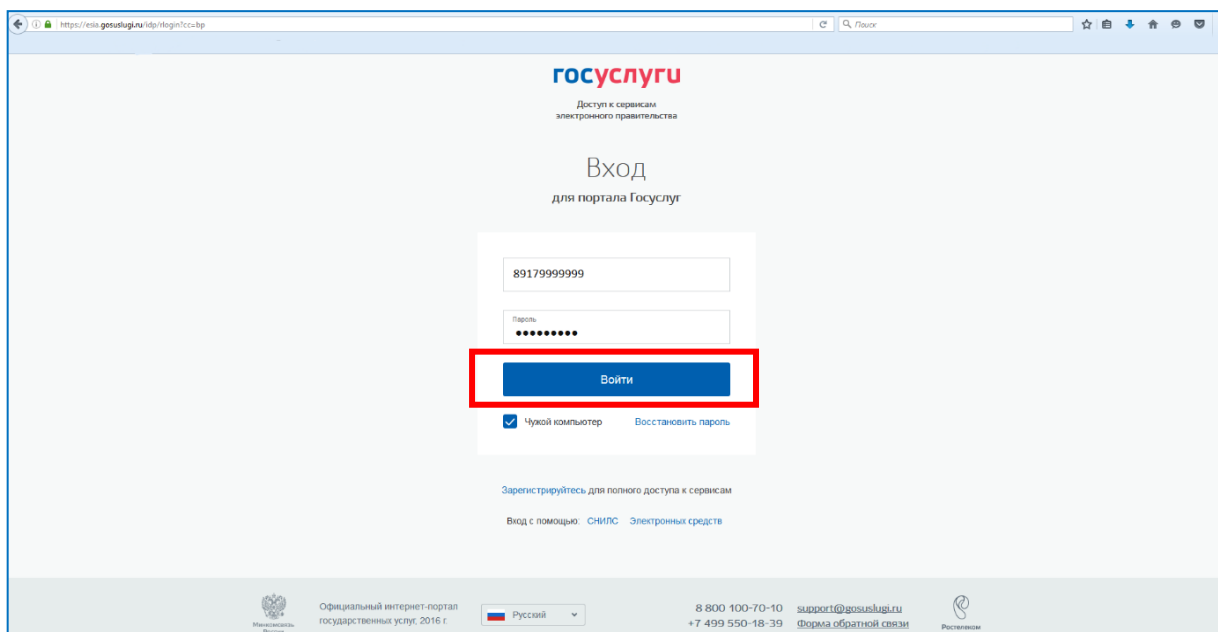 https://esia.gosuslugi.ru/idp/rlogin?cc=bp
Поиск
госуслуги
Доступ к сервисам
электронного правительства
Вход
для портала Госуслуг
89179999999
Пароль
•••••••••
Войти
Чужой компьютер Восстановить пароль
Зарегистрируйтесь для полного доступа к сервисам
Вход с помощью: СНИЛС Электронных средств
Минкомсвязь
России
Официальный интернет-портал
государственных услуг, 2016 г.
Русский
8 800 100-70-10 support@gosuslugi.ru
+7 499 550-18-39 Форма обратной связи
Ростелеком